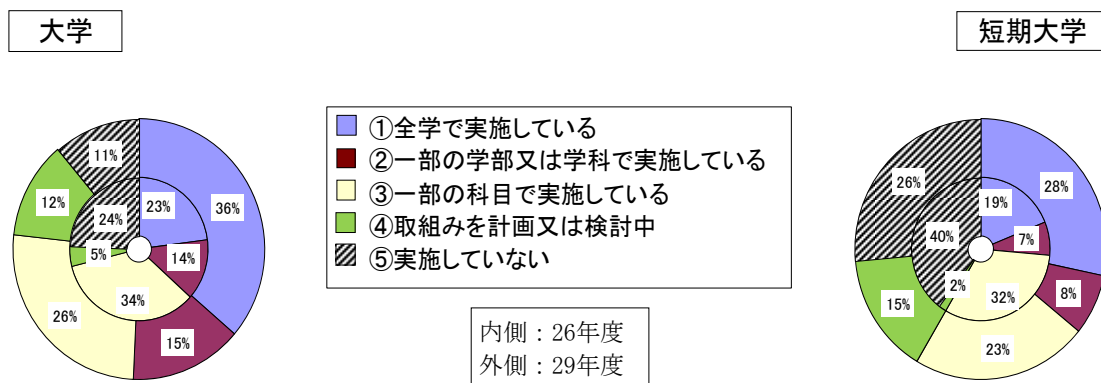 大学
短期大学
①全学で実施している
②一部の学部又は学科で実施している
③一部の科目で実施している
④取組みを計画又は検討中
⑤実施していない
内側：26年度
外側：29年度
36%
15%
26%
12%
11%
23%
14%
34%
5%
24%
28%
8%
23%
15%
26%
19%
7%
32%
2%
40%